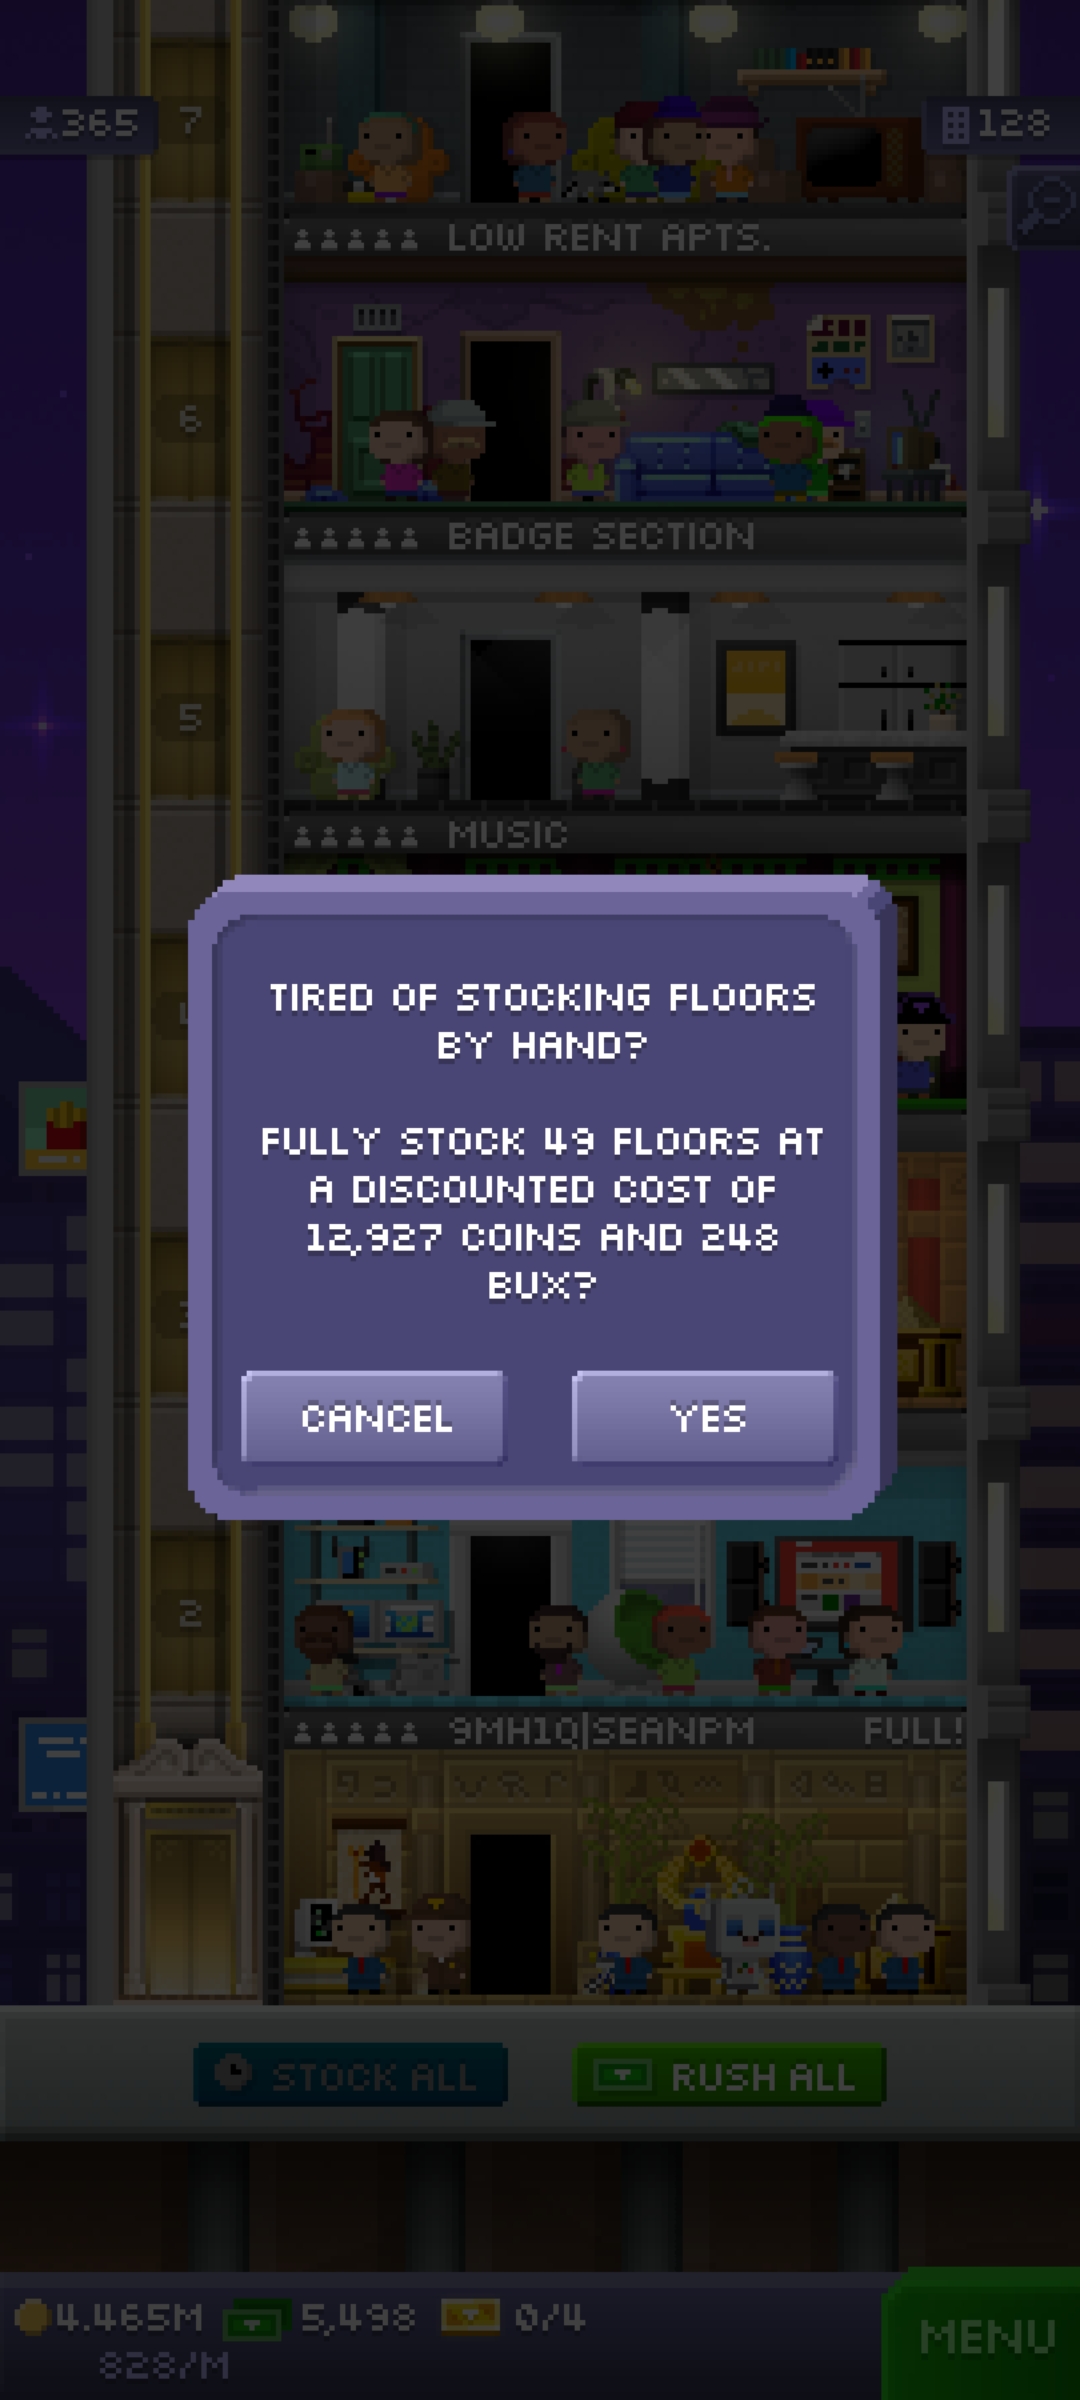 365
7
128
LOW RENT APTS.
6
BADGE SECTION
5
MUSIC
TIRED OF STOCKING FLOORS
BY HAND?
FULLY STOCK 49 FLOORS AT
A DISCOUNTED COST OF
12,927 COINS AND 248
BUX?
CANCEL
YES
2
9MH1Q|SEANPM
FULL!
STOCK ALL
RUSH ALL
4.465M
5,498
0/4
MENU
828/M